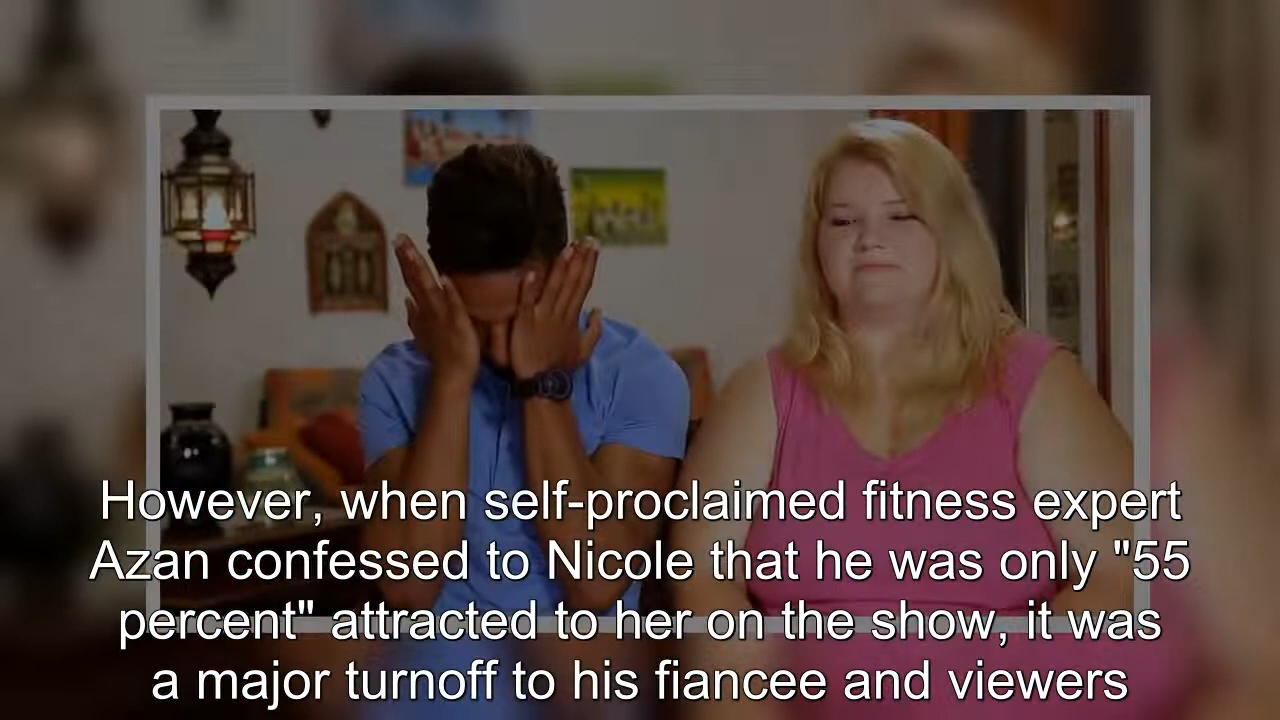 However, when self-proclaimed fitness expert
Azan confessed to Nicole that he was only "55
percent" attracted to her on the show, it was
a major turnoff to his fiancee and viewers